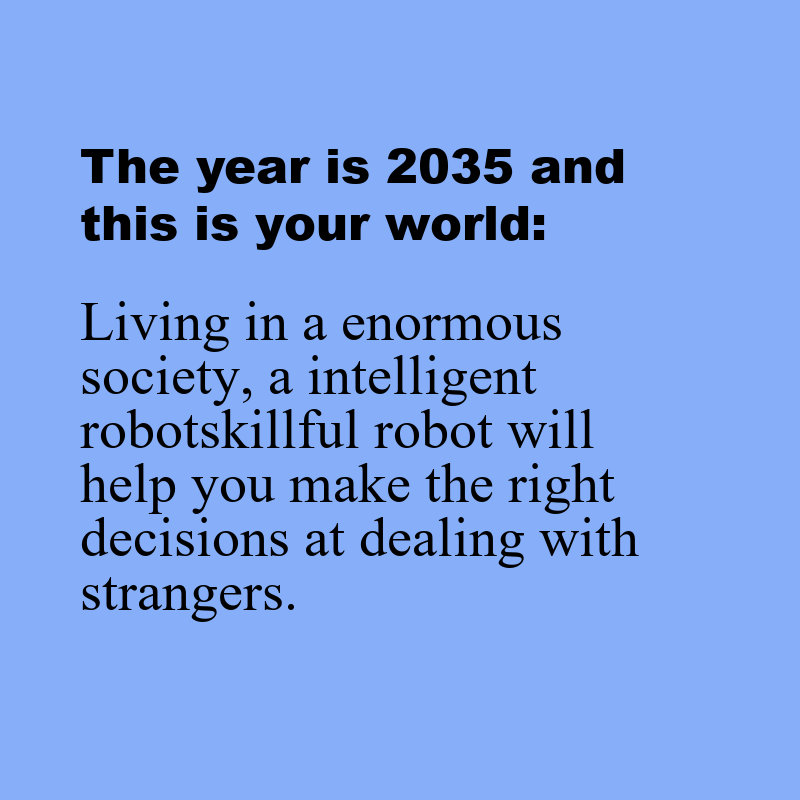 The year is 2035 and
this is your world:
Living in a enormous
society, a intelligent
robotskillful robot will
help you make the right
decisions at dealing with
strangers.